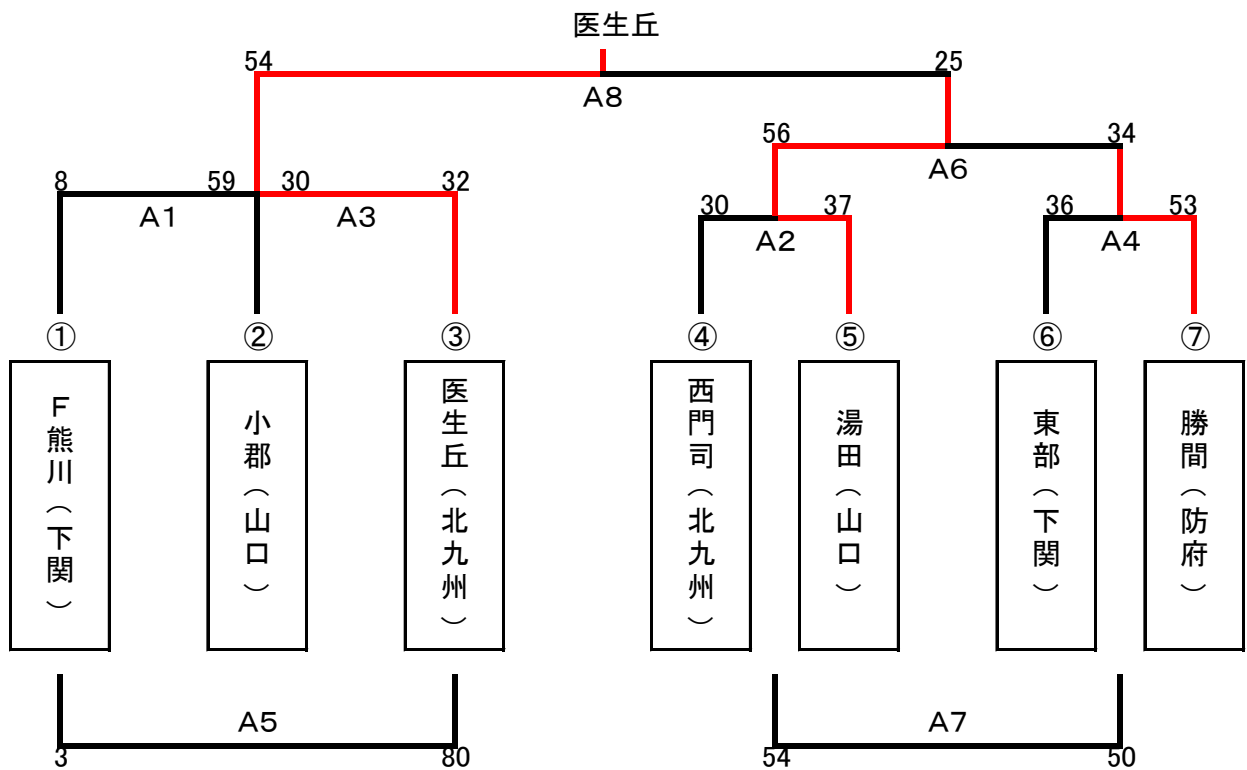 医生丘
54
25
A8
56
34
A6
8
59
30
32
A1
A3
30
37
36
53
A2
A4
①
②
③
④
⑤
⑥
⑦
F熊川(下関)
小郡(山口)
医生丘(北九州)
西門司(北九州)
湯田(山口)
東部(下関)
勝間(防府)
A5
A7
3
80
54
50